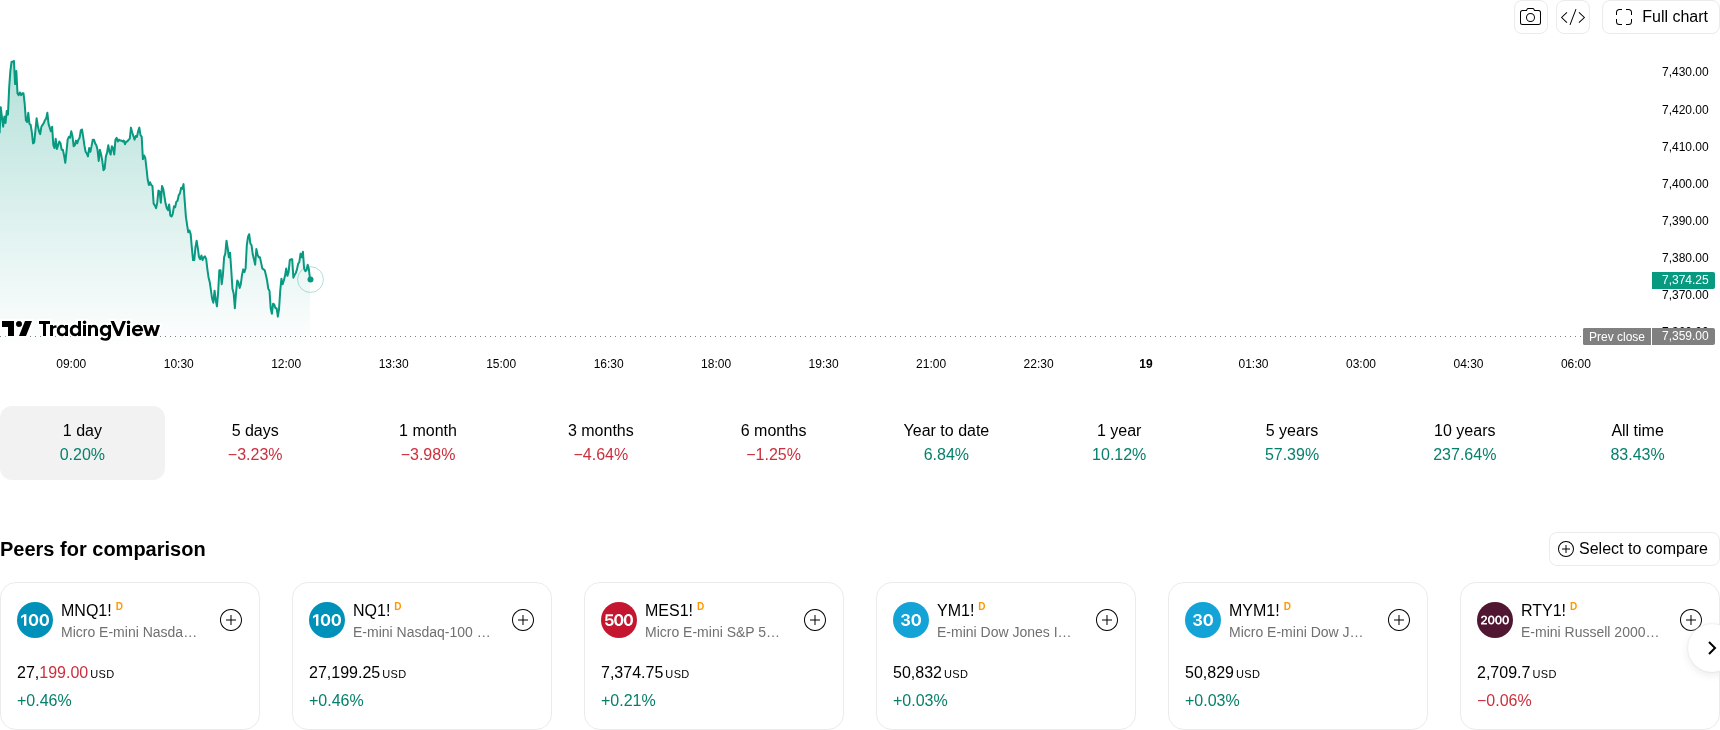 Full chart
7,430.00
7,420.00
7,410.00
7,400.00
7,390.00
7,380.00
7,374.25
7,370.00
Prev close 7,359.00
TradingView
09:00 10:30 12:00 13:30 15:00 16:30 18:00 19:30 21:00 22:30 19 01:30 03:00 04:30 06:00
1 day 5 days 1 month 3 months 6 months Year to date 1 year 5 years 10 years All time
0.20% −3.23% −3.98% −4.64% −1.25% 6.84% 10.12% 57.39% 237.64% 83.43%
Peers for comparison
Select to compare
100 MNQ1! D
Micro E-mini Nasda…
27,199.00 USD
+0.46%
100 NQ1! D
E-mini Nasdaq-100 …
27,199.25 USD
+0.46%
500 MES1! D
Micro E-mini S&P 5…
7,374.75 USD
+0.21%
30 YM1! D
E-mini Dow Jones I…
50,832 USD
+0.03%
30 MYM1! D
Micro E-mini Dow J…
50,829 USD
+0.03%
2000 RTY1! D
E-mini Russell 2000…
2,709.7 USD
−0.06%